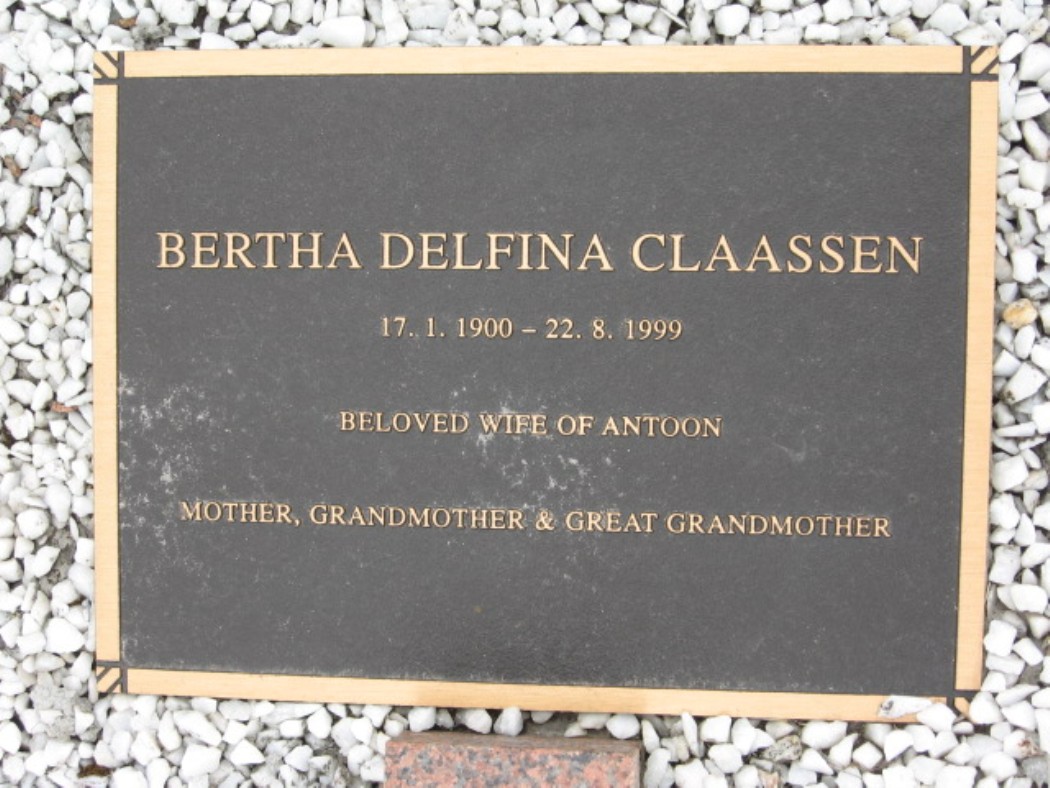 BERTHA DELFINA CLAASSEN
17. 1. 1900 – 22. 8. 1999
BELOVED WIFE OF ANTOON
MOTHER, GRANDMOTHER & GREAT GRANDMOTHER